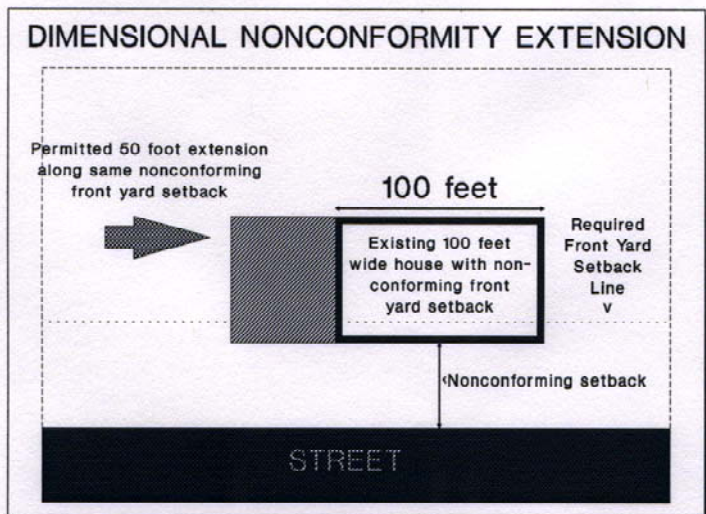 DIMENSIONAL NONCONFORMITY EXTENSION
Permitted 50 foot extension
along same nonconforming
front yard setback
100 feet
Existing 100 feet
wide house with non-
conforming front
yard setback
Required
Front Yard
Setback
Line
v
‹Nonconforming setback
STREET